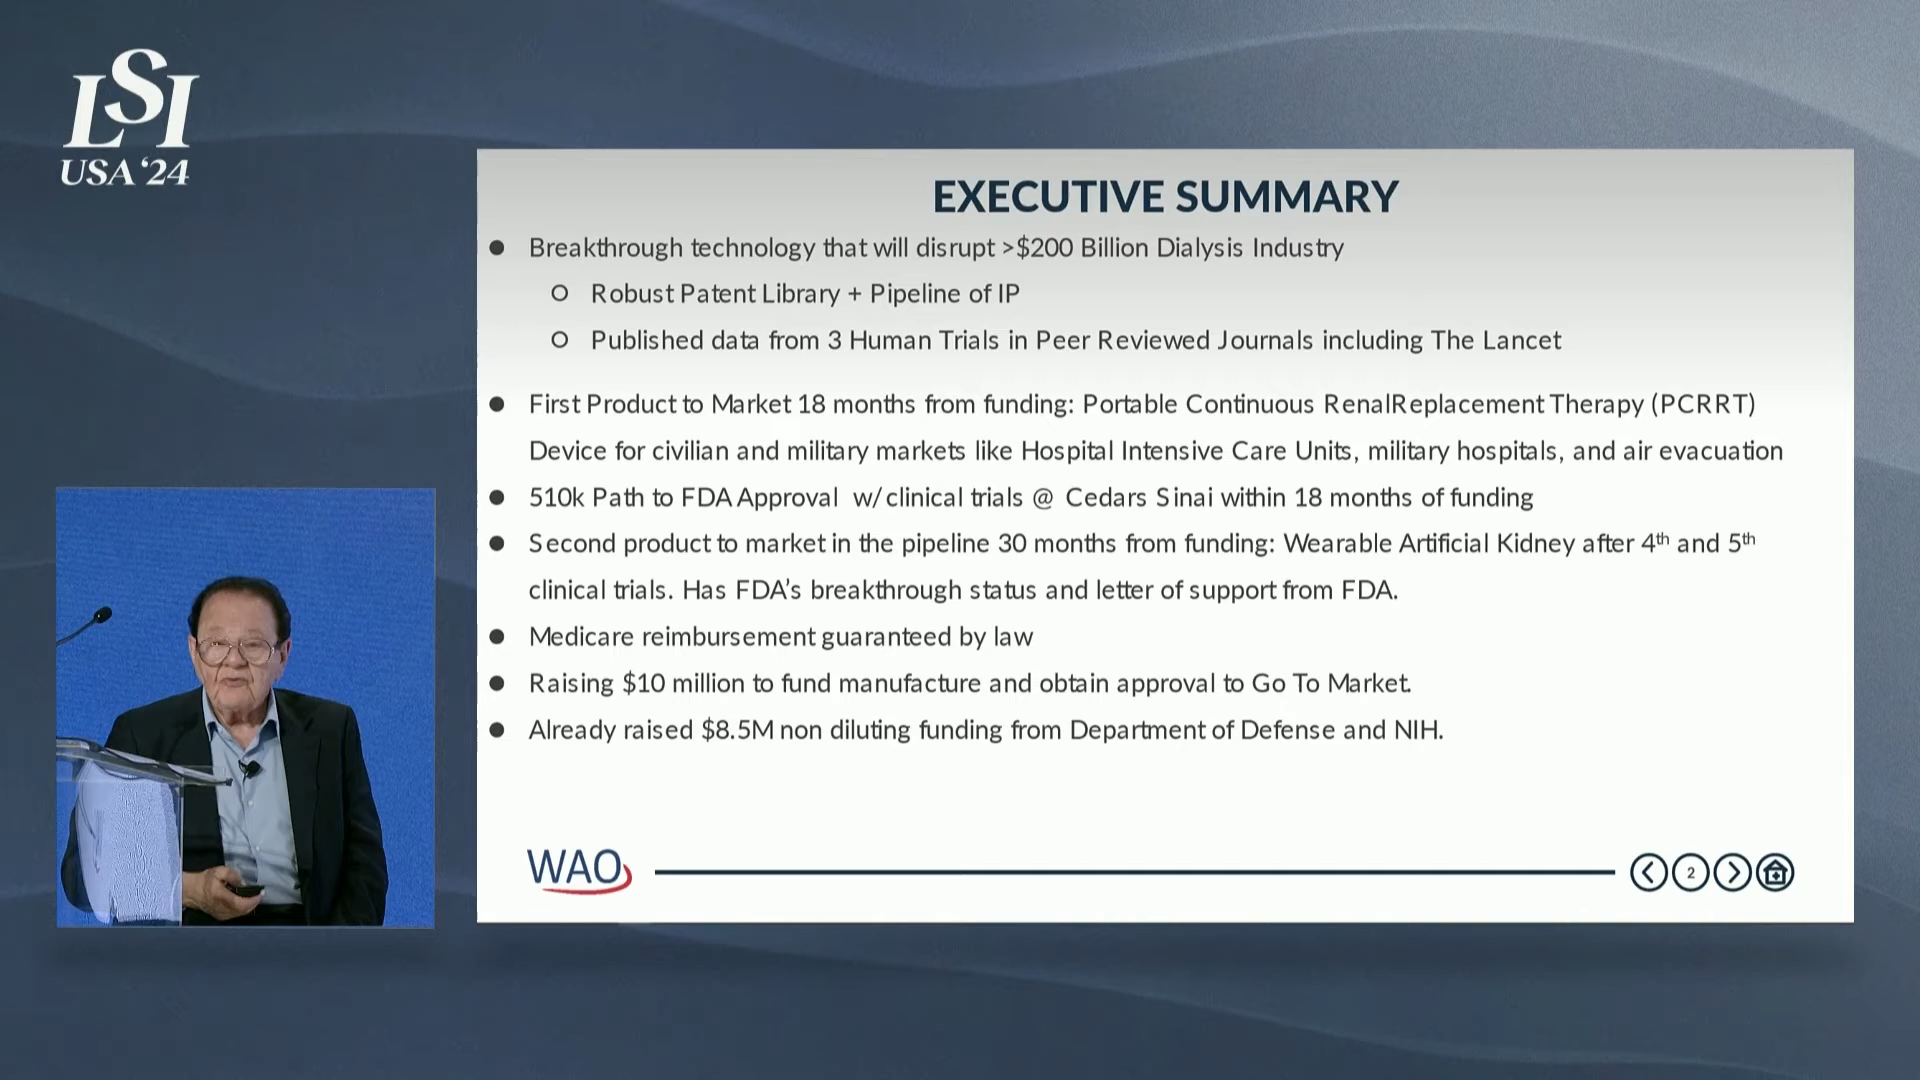 LSI
USA '24
EXECUTIVE SUMMARY
● Breakthrough technology that will disrupt >$200 Billion Dialysis Industry
○ Robust Patent Library + Pipeline of IP
○ Published data from 3 Human Trials in Peer Reviewed Journals including The Lancet
● First Product to Market 18 months from funding: Portable Continuous RenalReplacement Therapy (PCRRT)
Device for civilian and military markets like Hospital Intensive Care Units, military hospitals, and air evacuation
● 510k Path to FDA Approval w/ clinical trials @ Cedars Sinai within 18 months of funding
● Second product to market in the pipeline 30 months from funding: Wearable Artificial Kidney after 4th and 5th
clinical trials. Has FDA’s breakthrough status and letter of support from FDA.
● Medicare reimbursement guaranteed by law
● Raising $10 million to fund manufacture and obtain approval to Go To Market.
● Already raised $8.5M non diluting funding from Department of Defense and NIH.
WAO
2